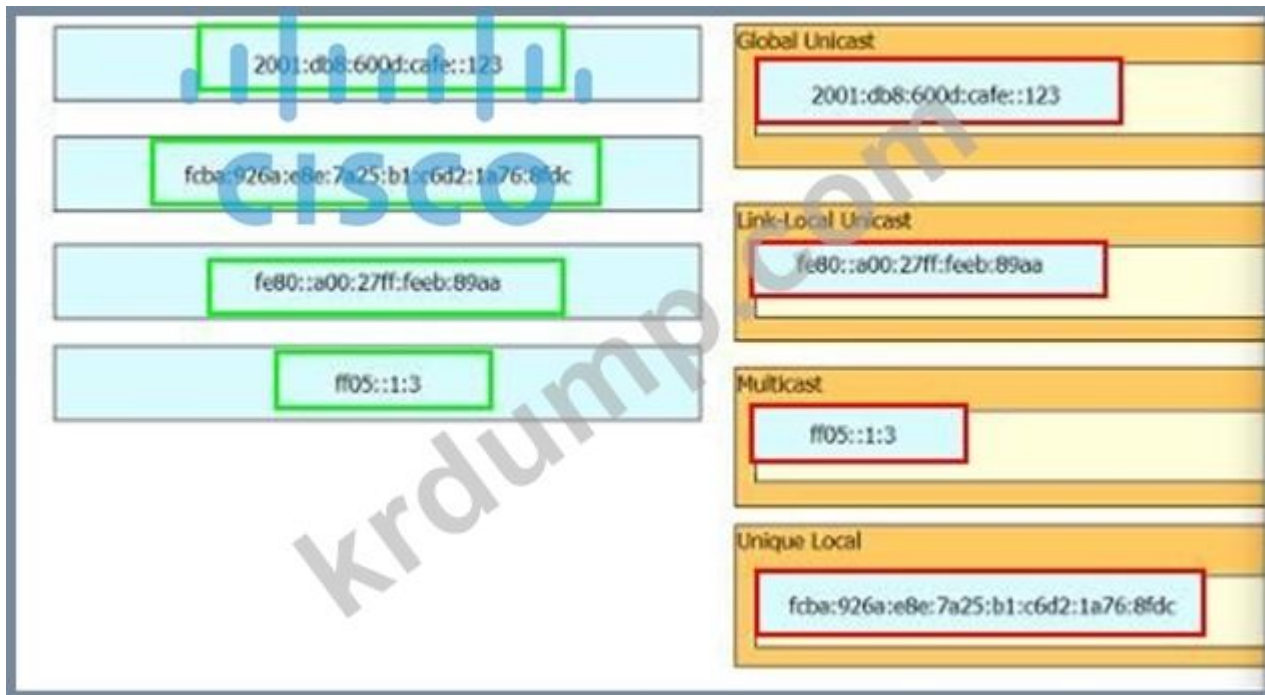 2001:db8:600d:cafe::123
fcba:926a:e8e:7a25:b1:c6d2:1a76:8fdc
fe80::a00:27ff:feeb:89aa
ff05::1:3
CISCO
Global Unicast
2001:db8:600d:cafe::123
Link-Local Unicast
fe80::a00:27ff:feeb:89aa
Multicast
ff05::1:3
Unique Local
fcba:926a:e8e:7a25:b1:c6d2:1a76:8fdc
krdump.com